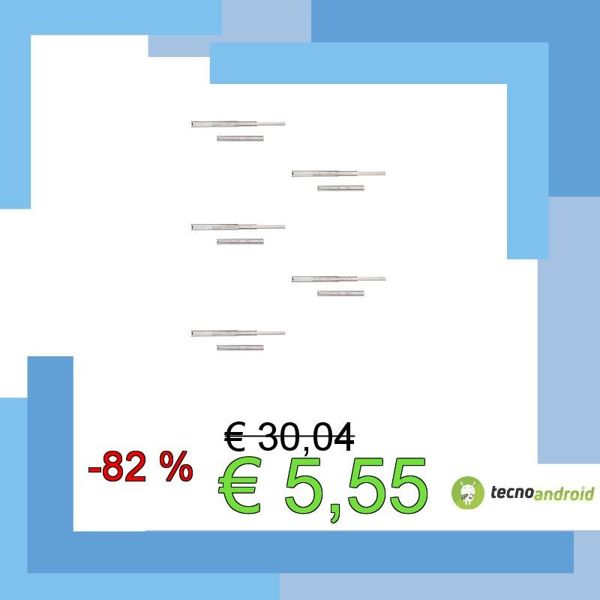 € 30,04
-82 %
€ 5,55
tecnoandroid